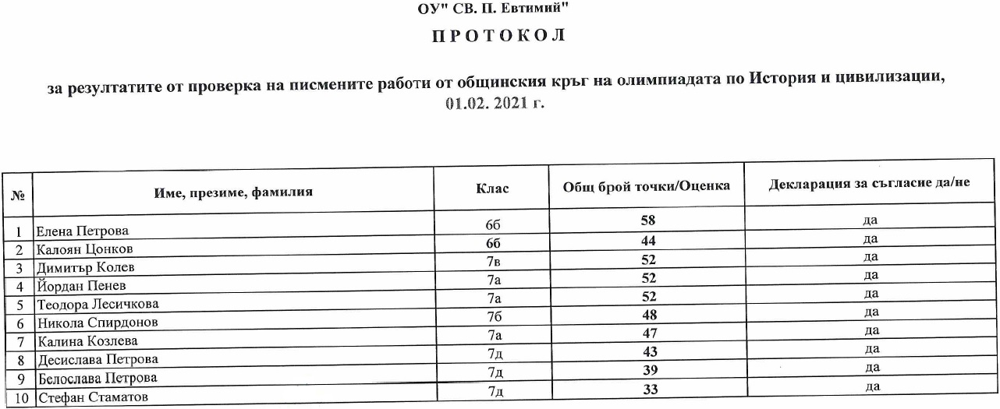 ОУ" СВ. П. Евтимий"
П Р О Т О К О Л
за резултатите от проверка на писмените работи от общинския кръг на олимпиадата по История и цивилизации,
01.02. 2021 г.
№ Име, презиме, фамилия Клас Общ брой точки/Оценка Декларация за съгласие да/не
1 Елена Петрова 6б 58 да
2 Калоян Цонков 6б 44 да
3 Димитър Колев 7в 52 да
4 Йордан Пенев 7а 52 да
5 Теодора Лесичкова 7а 52 да
6 Никола Спирдонов 7б 48 да
7 Калина Козлева 7а 47 да
8 Десислава Петрова 7д 43 да
9 Белослава Петрова 7д 39 да
10 Стефан Стаматов 7д 33 да